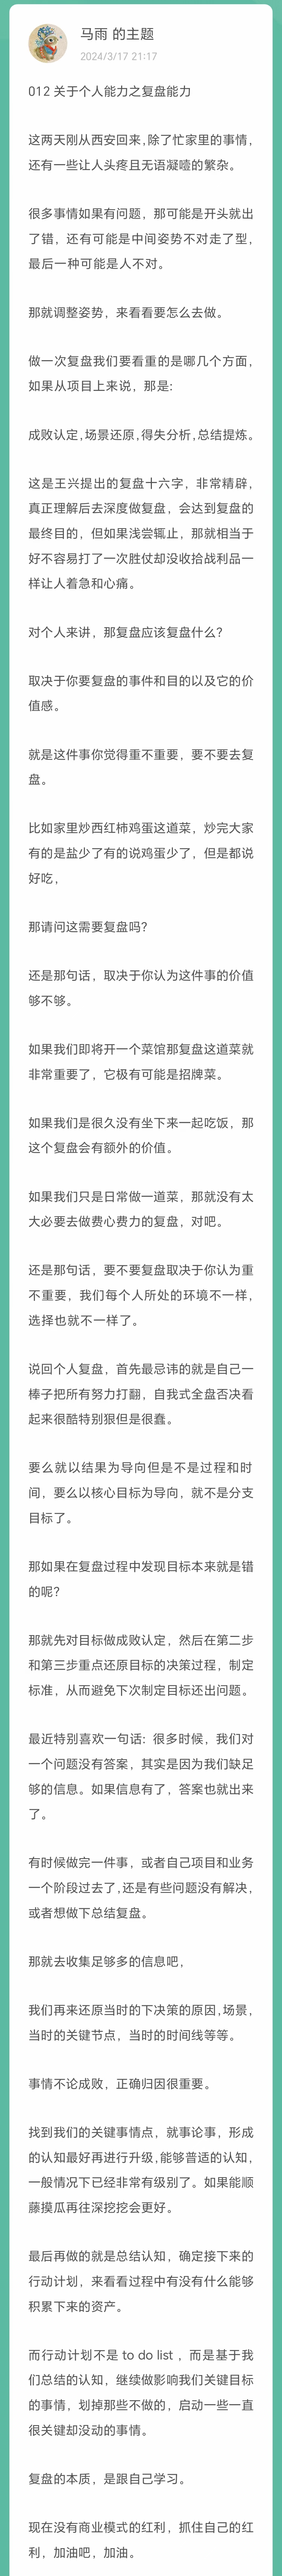 马雨 的主题
2024/3/17 21:17
012 关于个人能力之复盘能力
这两天刚从西安回来,除了忙家里的事情,
还有一些让人头疼且无语凝噎的繁杂。
很多事情如果有问题，那可能是开头就出
了错，还有可能是中间姿势不对走了型，
最后一种可能是人不对。
那就调整姿势，来看看要怎么去做。
做一次复盘我们要看重的是哪几个方面，
如果从项目上来说，那是:
成败认定,场景还原,得失分析,总结提炼。
这是王兴提出的复盘十六字，非常精辟，
真正理解后去深度做复盘，会达到复盘的
最终目的，但如果浅尝辄止，那就相当于
好不容易打了一次胜仗却没收拾战利品一
样让人着急和心痛。
对个人来讲，那复盘应该复盘什么?
取决于你要复盘的事件和目的以及它的价
值感。
就是这件事你觉得重不重要，要不要去复
盘。
比如家里炒西红柿鸡蛋这道菜，炒完大家
有的是盐少了有的说鸡蛋少了，但是都说
好吃，
那请问这需要复盘吗?
还是那句话，取决于你认为这件事的价值
够不够。
如果我们即将开一个菜馆那复盘这道菜就
非常重要了，它极有可能是招牌菜。
如果我们是很久没有坐下来一起吃饭，那
这个复盘会有额外的价值。
如果我们只是日常做一道菜，那就没有太
大必要去做费心费力的复盘，对吧。
还是那句话，要不要复盘取决于你认为重
不重要，我们每个人所处的环境不一样，
选择也就不一样了。
说回个人复盘，首先最忌讳的就是自己一
棒子把所有努力打翻，自我式全盘否决看
起来很酷特别狠但是很蠢。
要么就以结果为导向但是不是过程和时
间，要么以核心目标为导向，就不是分支
目标了。
那如果在复盘过程中发现目标本来就是错
的呢?
那就先对目标做成败认定，然后在第二步
和第三步重点还原目标的决策过程，制定
标准，从而避免下次制定目标还出问题。
最近特别喜欢一句话: 很多时候，我们对
一个问题没有答案，其实是因为我们缺足
够的信息。如果信息有了，答案也就出来
了。
有时候做完一件事，或者自己项目和业务
一个阶段过去了,还是有些问题没有解决，
或者想做下总结复盘。
那就去收集足够多的信息吧，
我们再来还原当时的下决策的原因,场景，
当时的关键节点，当时的时间线等等。
事情不论成败，正确归因很重要。
找到我们的关键事情点，就事论事，形成
的认知最好再进行升级,能够普适的认知，
一般情况下已经非常有级别了。如果能顺
藤摸瓜再往深挖挖会更好。
最后再做的就是总结认知，确定接下来的
行动计划，来看看过程中有没有什么能够
积累下来的资产。
而行动计划不是 to do list ，而是基于我
们总结的认知，继续做影响我们关键目标
的事情，划掉那些不做的，启动一些一直
很关键却没动的事情。
复盘的本质，是跟自己学习。
现在没有商业模式的红利，抓住自己的红
利，加油吧，加油。